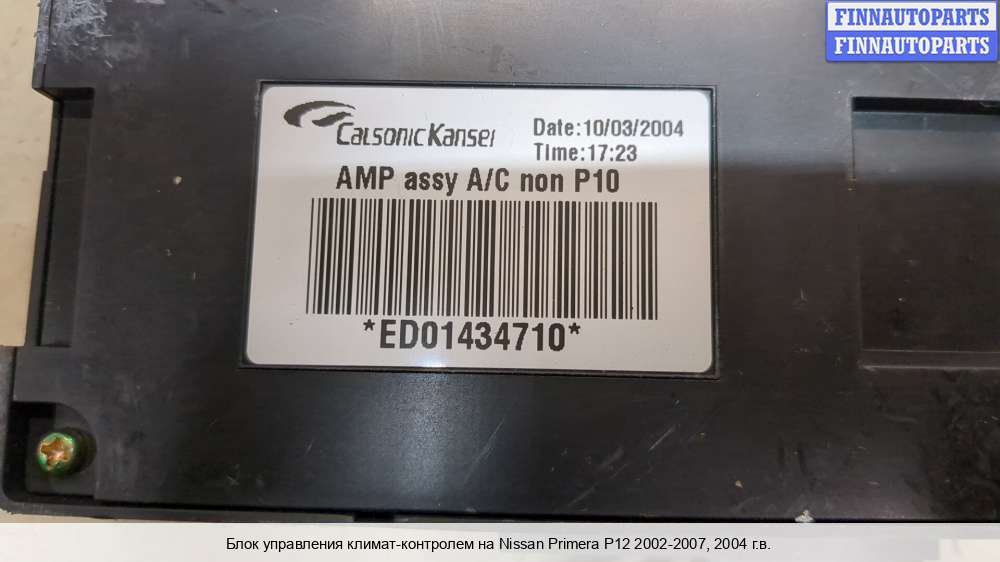 FINNAUTOPARTS
FINNAUTOPARTS
CalsonicKansei
Date:10/03/2004
Time:17:23
AMP assy A/C non P10
*ED01434710*
Блок управления климат-контролем на Nissan Primera P12 2002-2007, 2004 г.в.